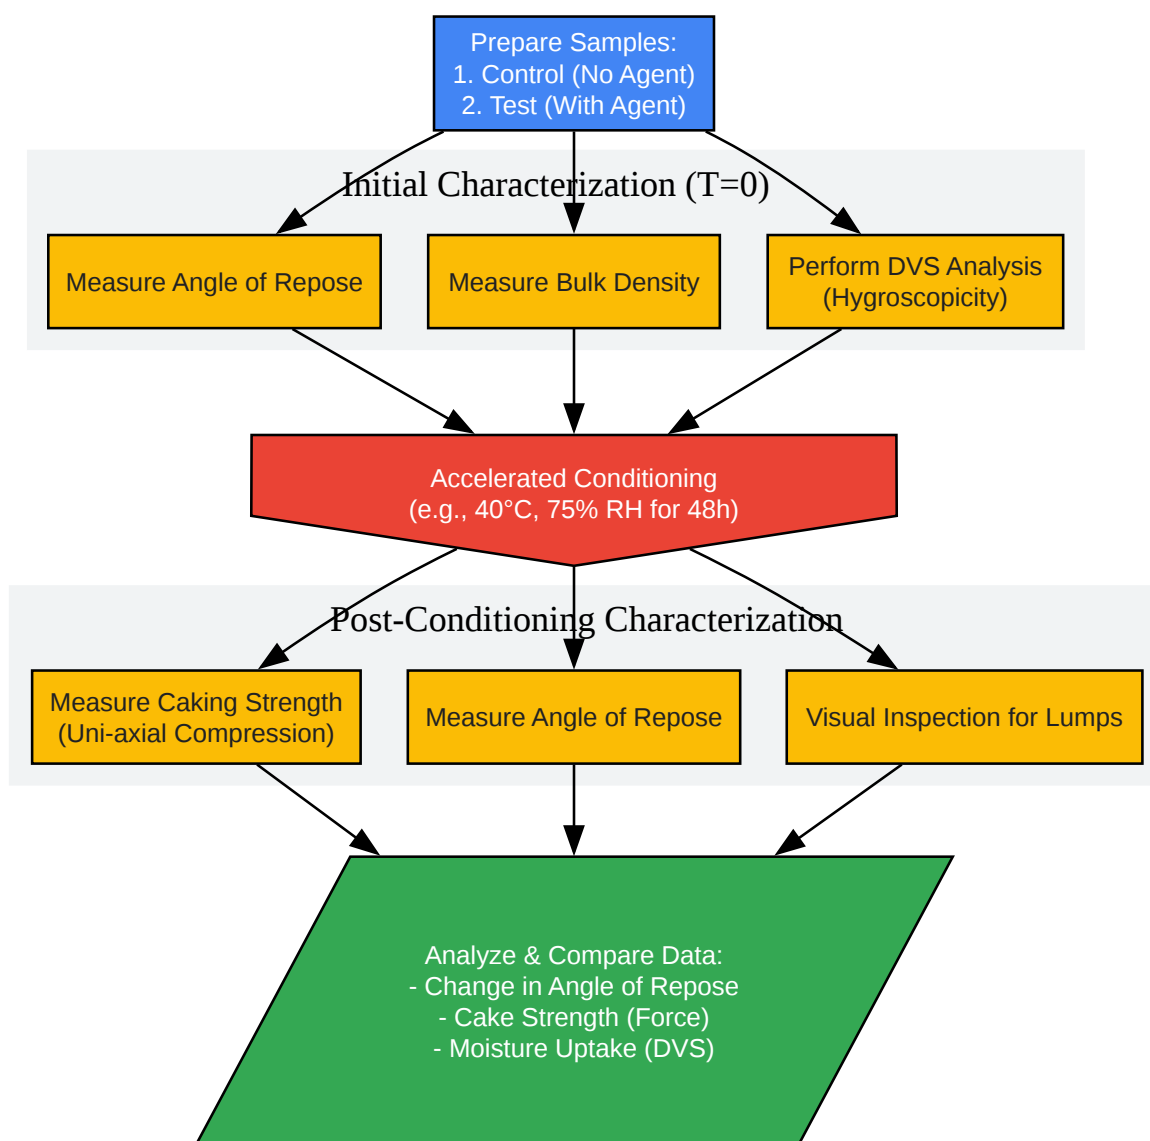 Prepare Samples:
1. Control (No Agent)
2. Test (With Agent)
Initial Characterization (T=0)
Measure Angle of Repose
Measure Bulk Density
Perform DVS Analysis
(Hygroscopicity)
Accelerated Conditioning
(e.g., 40°C, 75% RH for 48h)
Post-Conditioning Characterization
Measure Caking Strength
(Uni-axial Compression)
Measure Angle of Repose
Visual Inspection for Lumps
Analyze & Compare Data:
- Change in Angle of Repose
- Cake Strength (Force)
- Moisture Uptake (DVS)